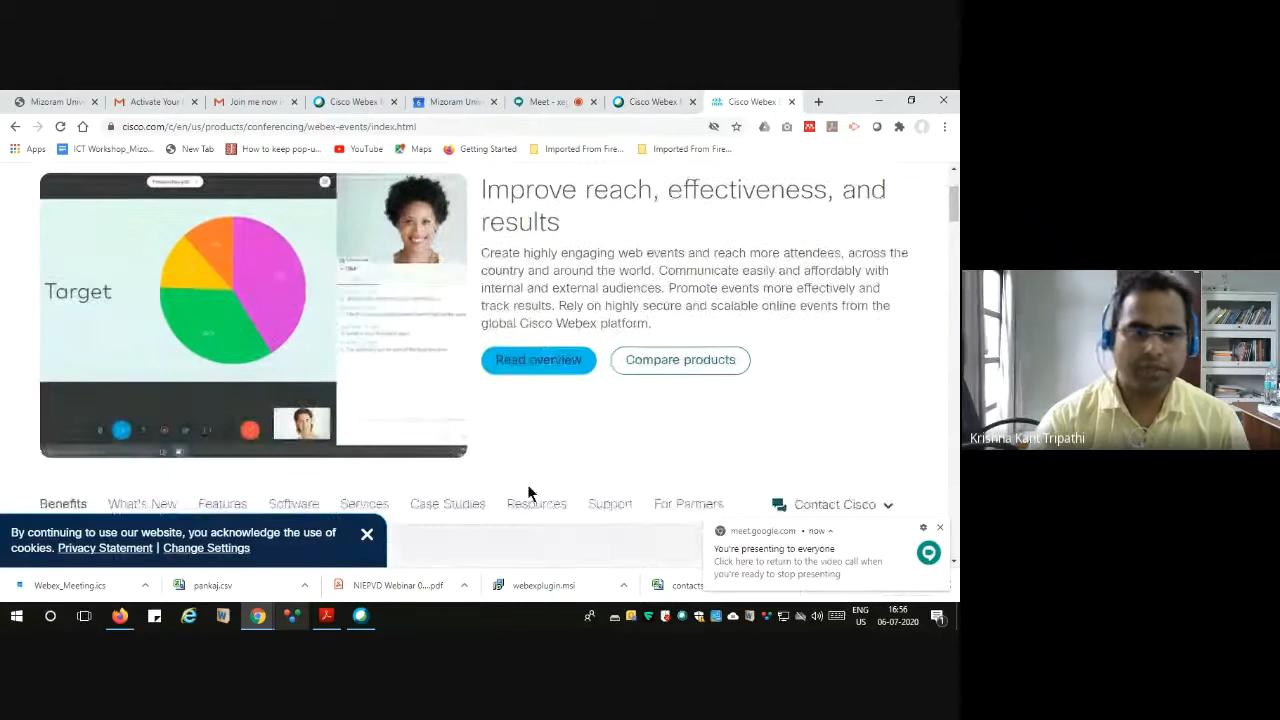 Mizoram Univ
Activate Your
Join me now i
Cisco Webex
Mizoram Univ
Meet - xe
Cisco Webex
Cisco Webex
cisco.com/c/en/us/products/conferencing/webex-events/index.html
Apps
ICT Workshop_Mizo...
New Tab
How to keep pop-u...
YouTube
Maps
Getting Started
Imported From Fire...
Imported From Fire...
Target
Improve reach, effectiveness, and
results
Create highly engaging web events and reach more attendees, across the
country and around the world. Communicate easily and affordably with
internal and external audiences. Promote events more effectively and
track results. Rely on highly secure and scalable online events from the
global Cisco Webex platform.
Read overview
Compare products
Krishna Kant Tripathi
Benefits
What's New
Features
Software
Services
Case Studies
Resources
Support
For Partners
Contact Cisco
By continuing to use our website, you acknowledge the use of
cookies. Privacy Statement | Change Settings
meet.google.com • now
You're presenting to everyone
Click here to return to the video call when
you're ready to stop presenting
Webex_Meeting.ics
pankaj.csv
NIEPVD Webinar 0....pdf
webexplugin.msi
contacts
ENG
US
16:56
06-07-2020